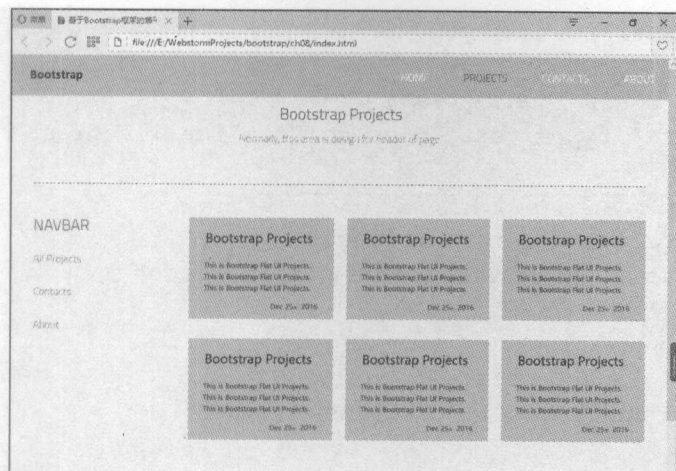 基于Bootstrap框架的
file:///E:/WebstormProjects/bootstrap/ch08/index.html
Bootstrap HOME PROJECTS CONTACTS ABOUT
Bootstrap Projects
Normally, this area is design for header of page
NAVBAR
All Projects
Contacts
About
Bootstrap Projects Bootstrap Projects Bootstrap Projects
This is Bootstrap Flat UI Projects. This is Bootstrap Flat UI Projects. This is Bootstrap Flat UI Projects.
This is Bootstrap Flat UI Projects. This is Bootstrap Flat UI Projects. This is Bootstrap Flat UI Projects.
This is Bootstrap Flat UI Projects. This is Bootstrap Flat UI Projects. This is Bootstrap Flat UI Projects.
Dec 25+ 2016 Dec 25+ 2016 Dec 25+ 2016
Bootstrap Projects Bootstrap Projects Bootstrap Projects
This is Bootstrap Flat UI Projects. This is Bootstrap Flat UI Projects. This is Bootstrap Flat UI Projects.
This is Bootstrap Flat UI Projects. This is Bootstrap Flat UI Projects. This is Bootstrap Flat UI Projects.
This is Bootstrap Flat UI Projects. This is Bootstrap Flat UI Projects. This is Bootstrap Flat UI Projects.
Dec 25+ 2016 Dec 25+ 2016 Dec 25+ 2016